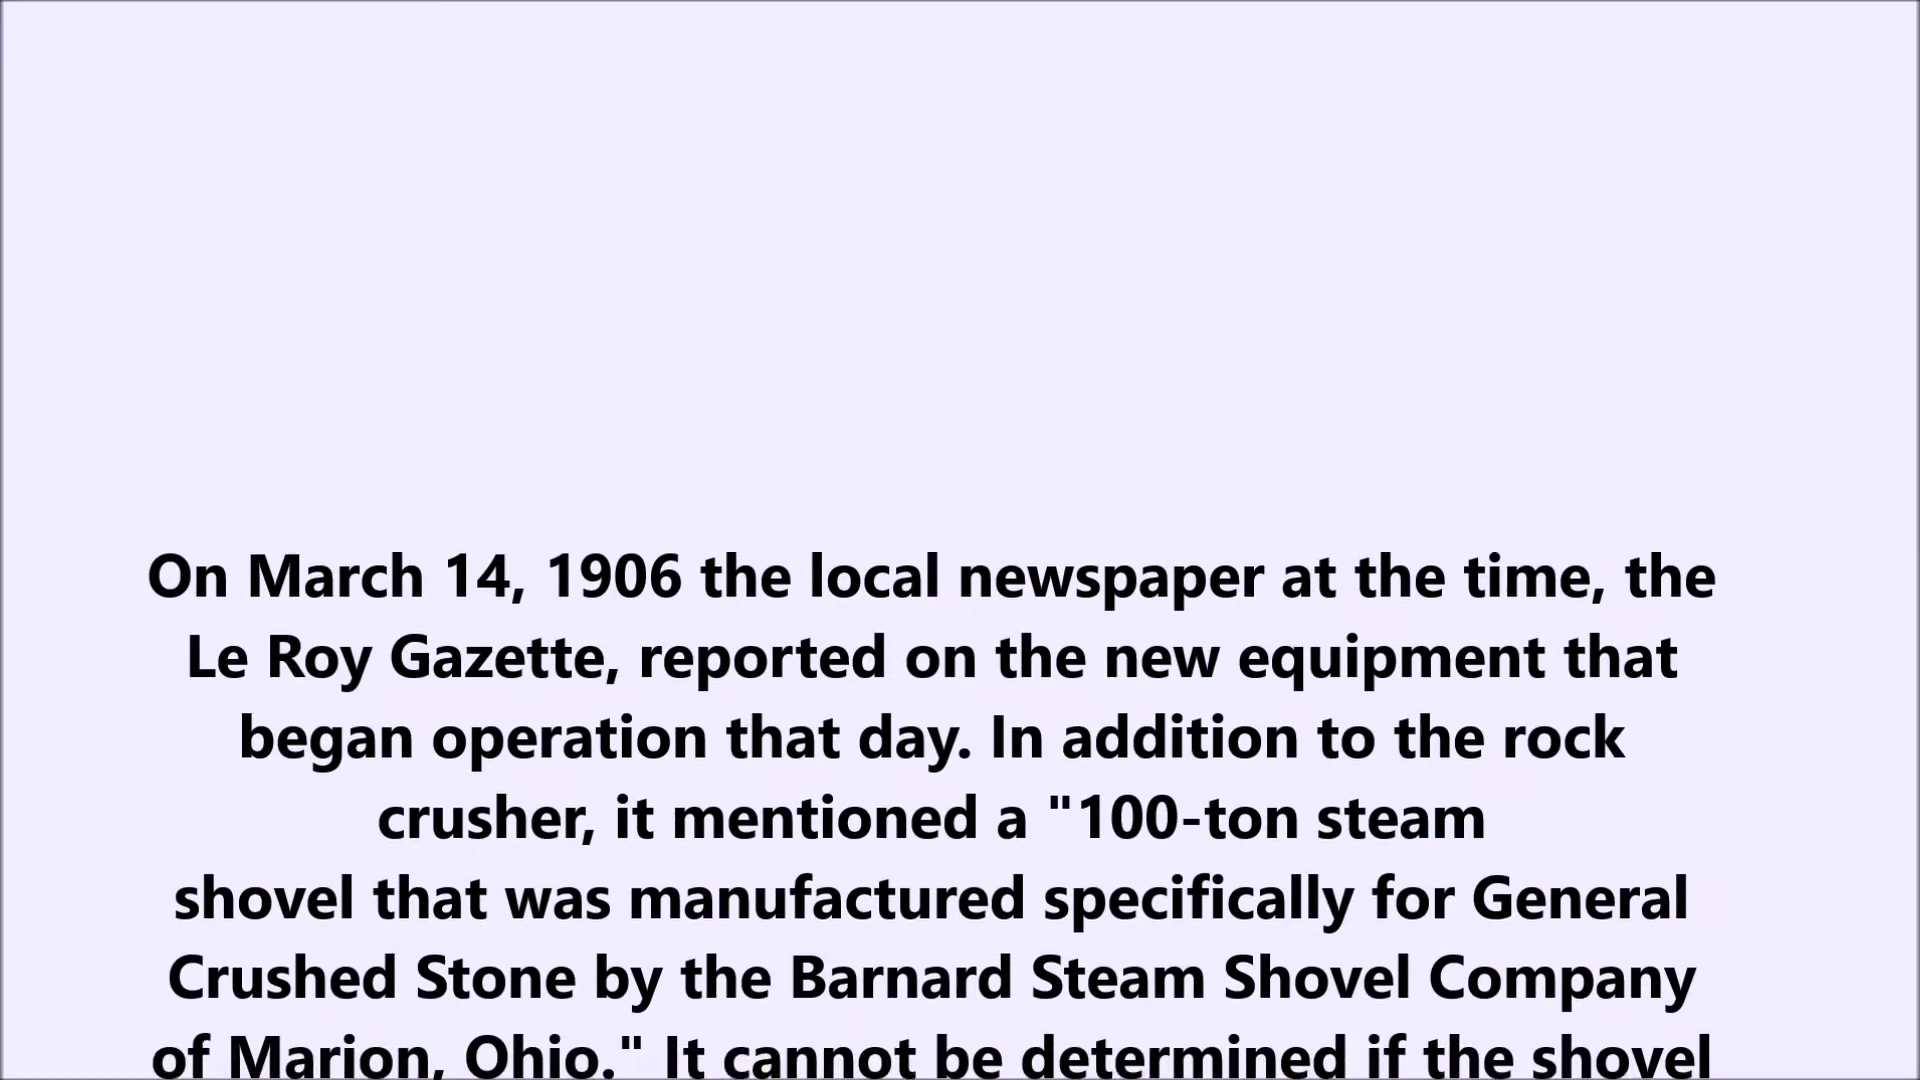 On March 14, 1906 the local newspaper at the time, the
Le Roy Gazette, reported on the new equipment that
began operation that day. In addition to the rock
crusher, it mentioned a "100-ton steam
shovel that was manufactured specifically for General
Crushed Stone by the Barnard Steam Shovel Company
of Marion, Ohio." It cannot be determined if the shovel